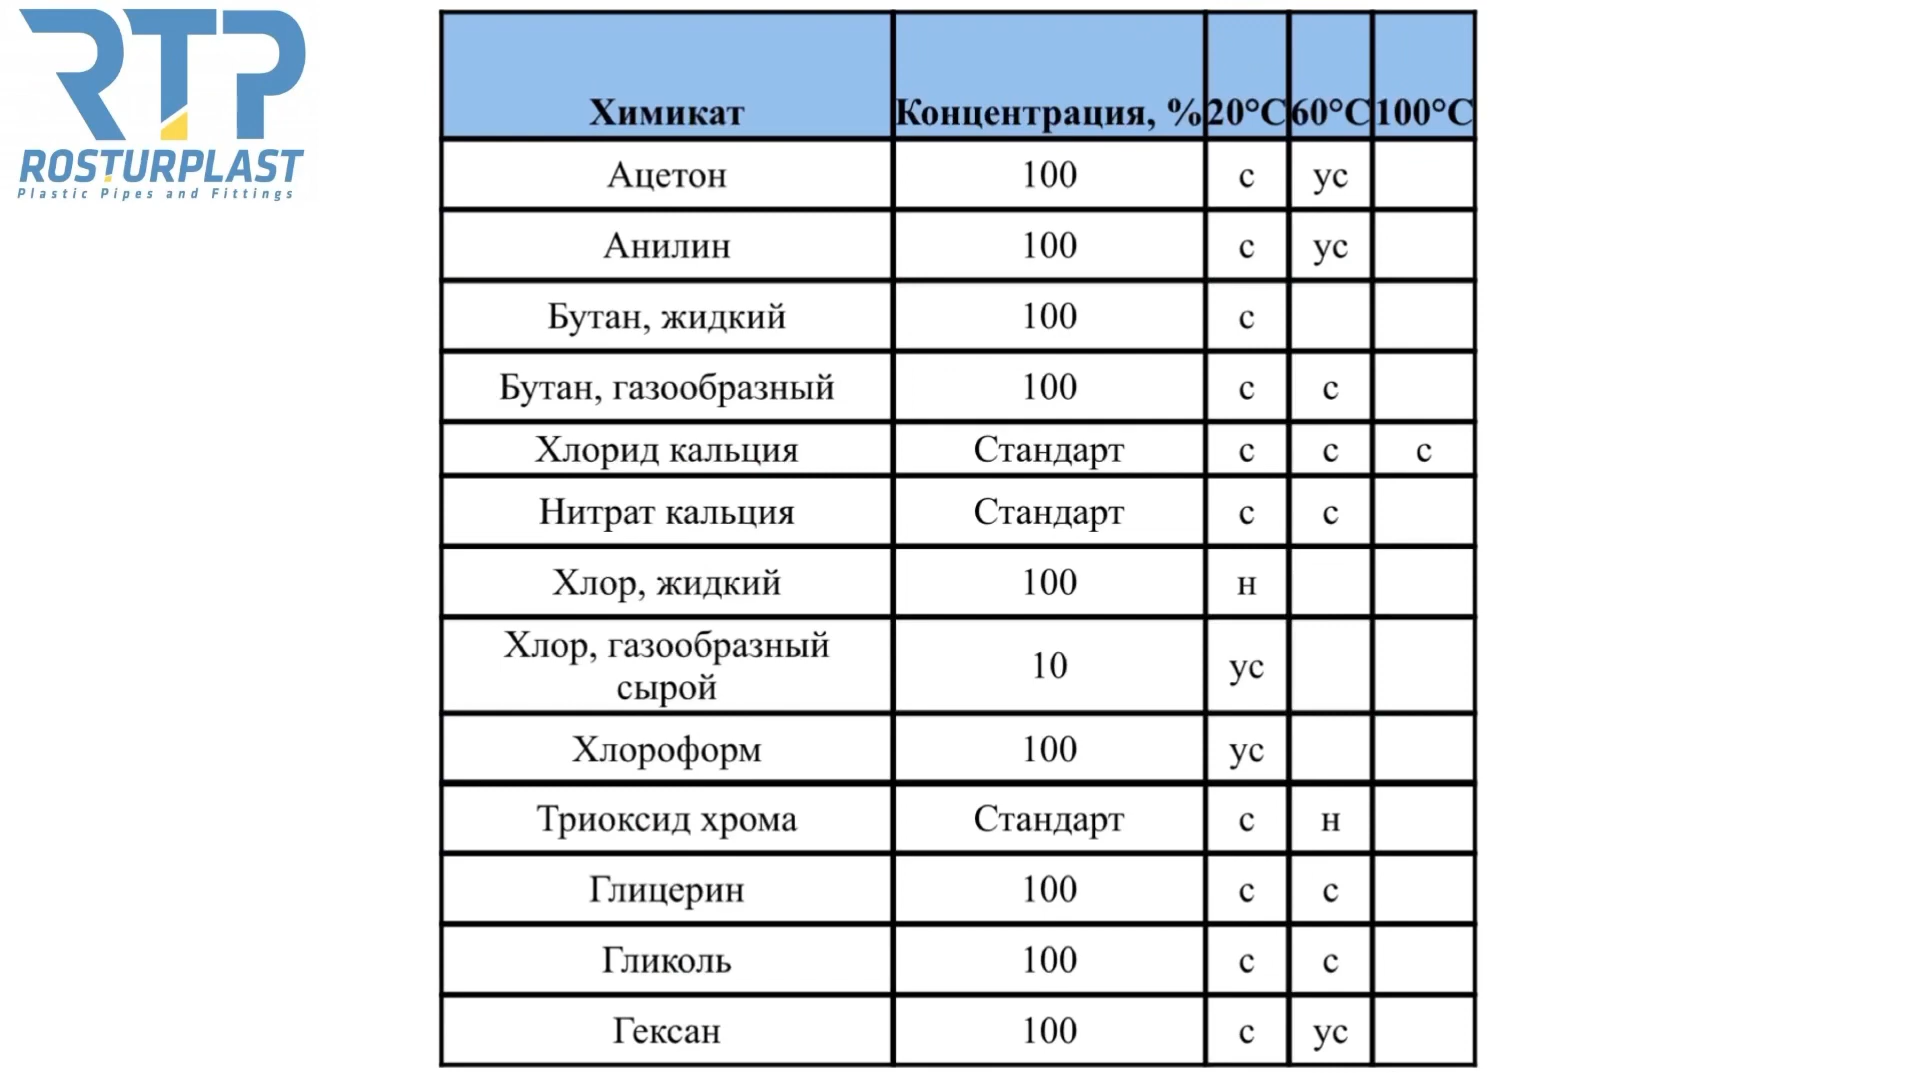 RTP
ROSTURPLAST
Plastic Pipes and Fittings
Химикат Концентрация, % 20°C 60°C 100°C
Ацетон 100 с ус
Анилин 100 с ус
Бутан, жидкий 100 с
Бутан, газообразный 100 с с
Хлорид кальция Стандарт с с с
Нитрат кальция Стандарт с с
Хлор, жидкий 100 н
Хлор, газообразный
сырой 10 ус
Хлороформ 100 ус
Триоксид хрома Стандарт с н
Глицерин 100 с с
Гликоль 100 с с
Гексан 100 с ус